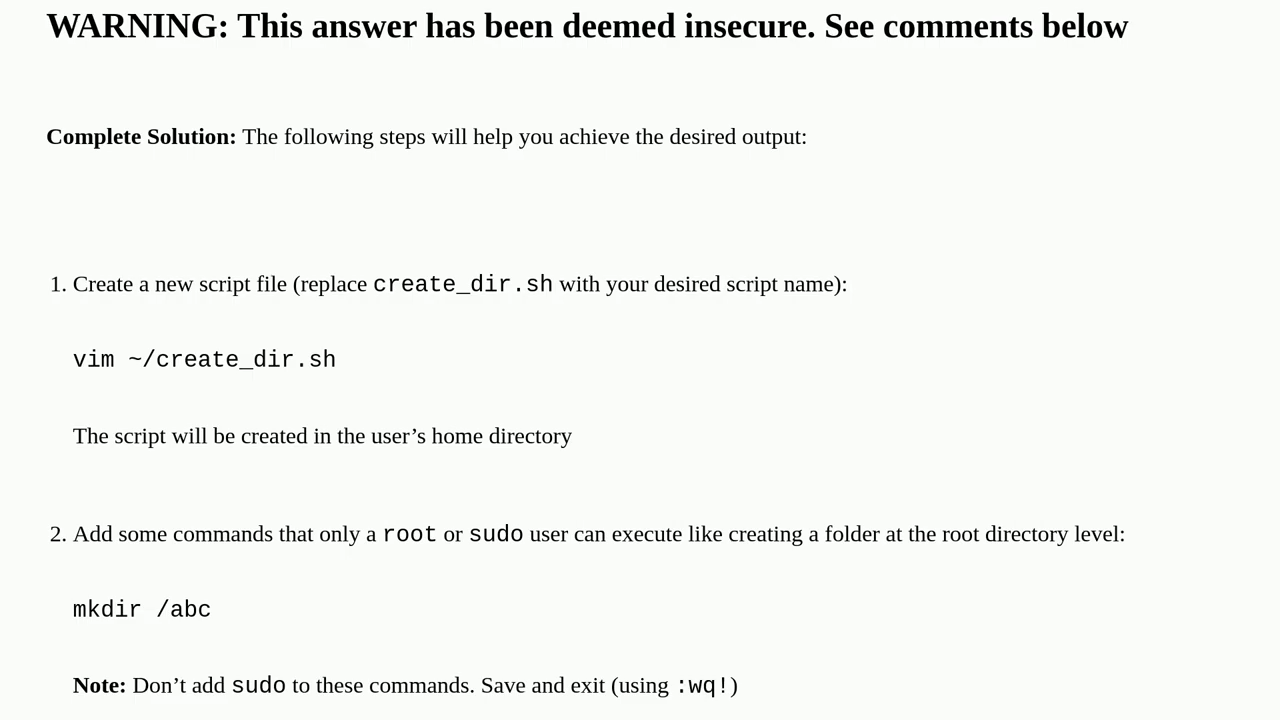 WARNING: This answer has been deemed insecure. See comments below
Complete Solution: The following steps will help you achieve the desired output:
1. Create a new script file (replace create_dir.sh with your desired script name):
vim ~/create_dir.sh
The script will be created in the user’s home directory
2. Add some commands that only a root or sudo user can execute like creating a folder at the root directory level:
mkdir /abc
Note: Don’t add sudo to these commands. Save and exit (using :wq!)